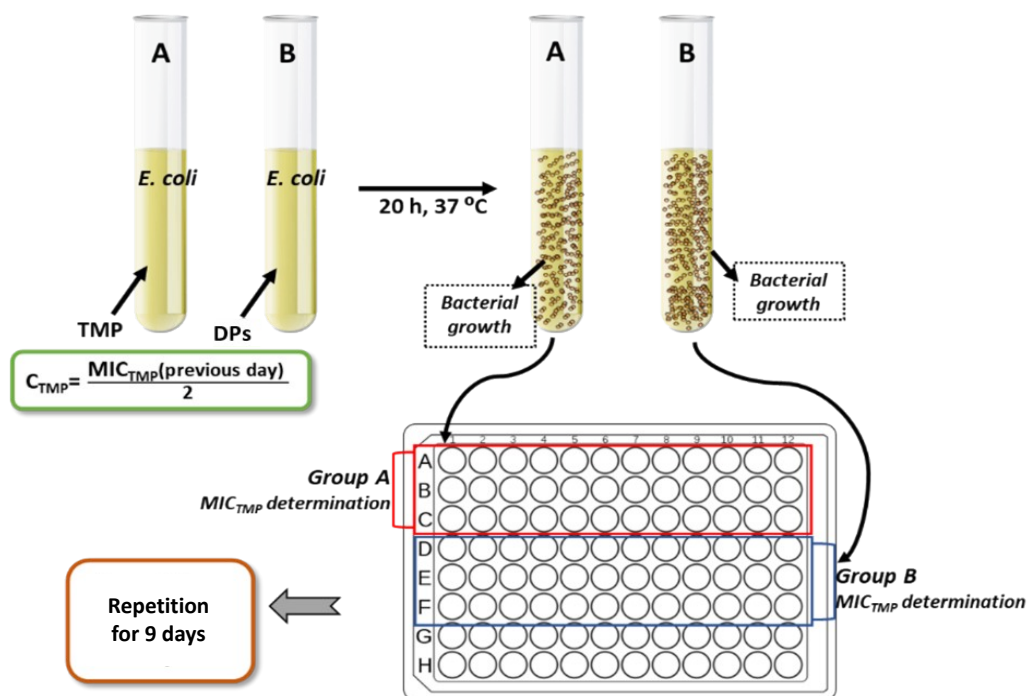 A
B
A
B
E. coli
E. coli
20 h, 37 ºC
Bacterial
growth
Bacterial
growth
TMP
DPs
C_TMP= MIC_TMP(previous day)
2
1 2 3 4 5 6 7 8 9 10 11 12
A
B
C
D
E
F
G
H
Group A
MIC_TMP determination
Group B
MIC_TMP determination
Repetition
for 9 days